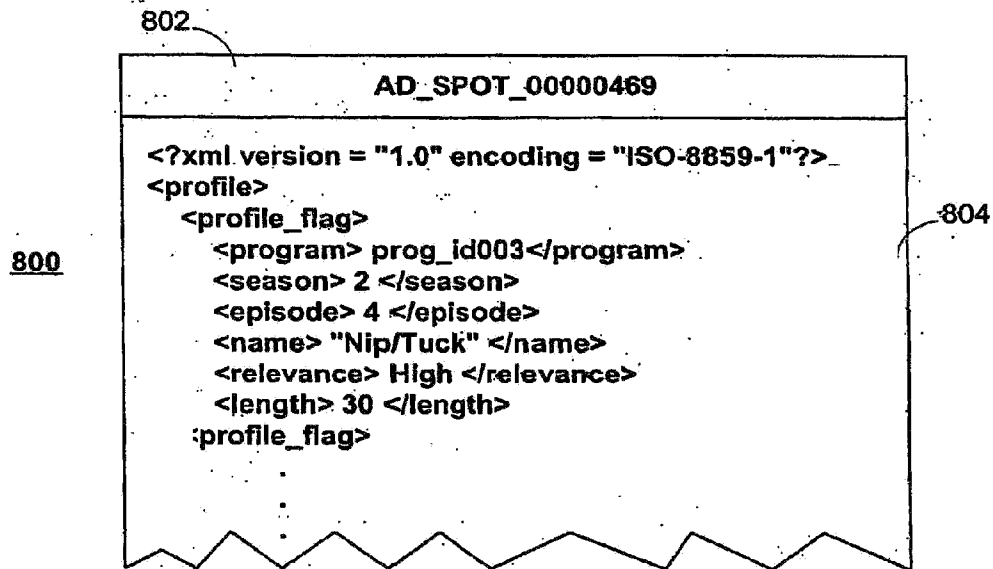 802
AD_SPOT_00000469
<?xml version = "1.0" encoding = "ISO-8859-1"?>
<profile>
<profile_flag>
804
<program> prog_id003</program>
800
<season> 2 </season>
<episode> 4 </episode>
<name> "Nip/Tuck" </name>
<relevance> High </relevance>
<length> 30 </length>
<profile_flag>